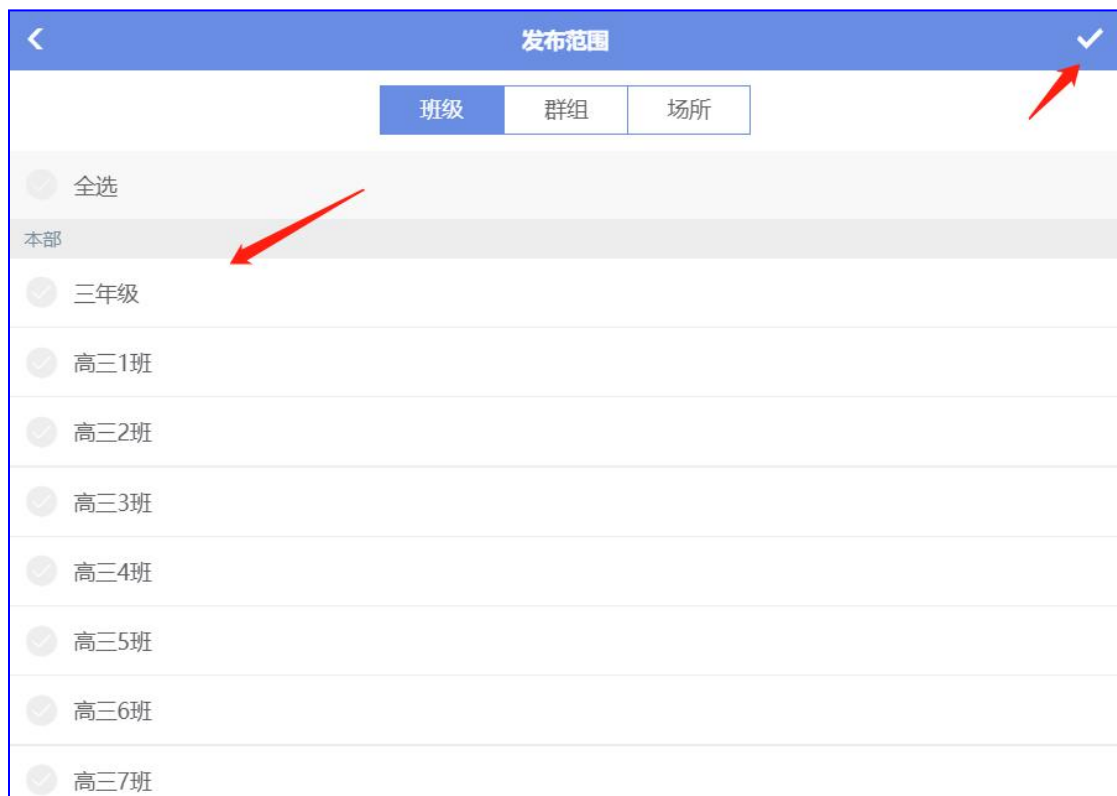 发布范围
班级 群组 场所
全选
本部
三年级
高三1班
高三2班
高三3班
高三4班
高三5班
高三6班
高三7班